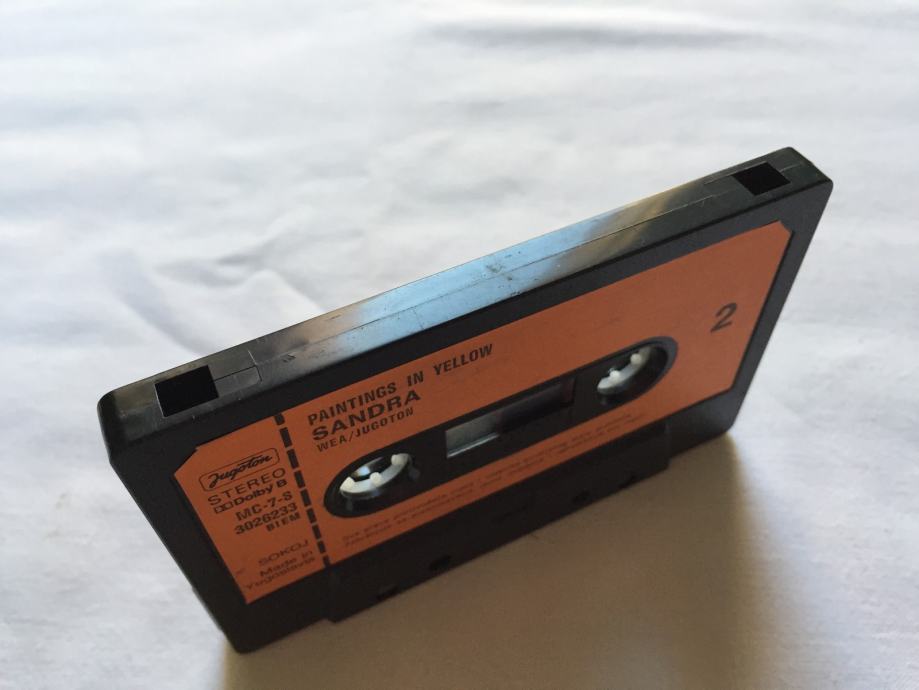 Jugoton
STEREO
Dolby B
MC-7-S
3026233
BIEM
SOKOJ
Made in
Yugoslavia
PAINTINGS IN YELLOW
SANDRA
WEA/JUGOTON
2